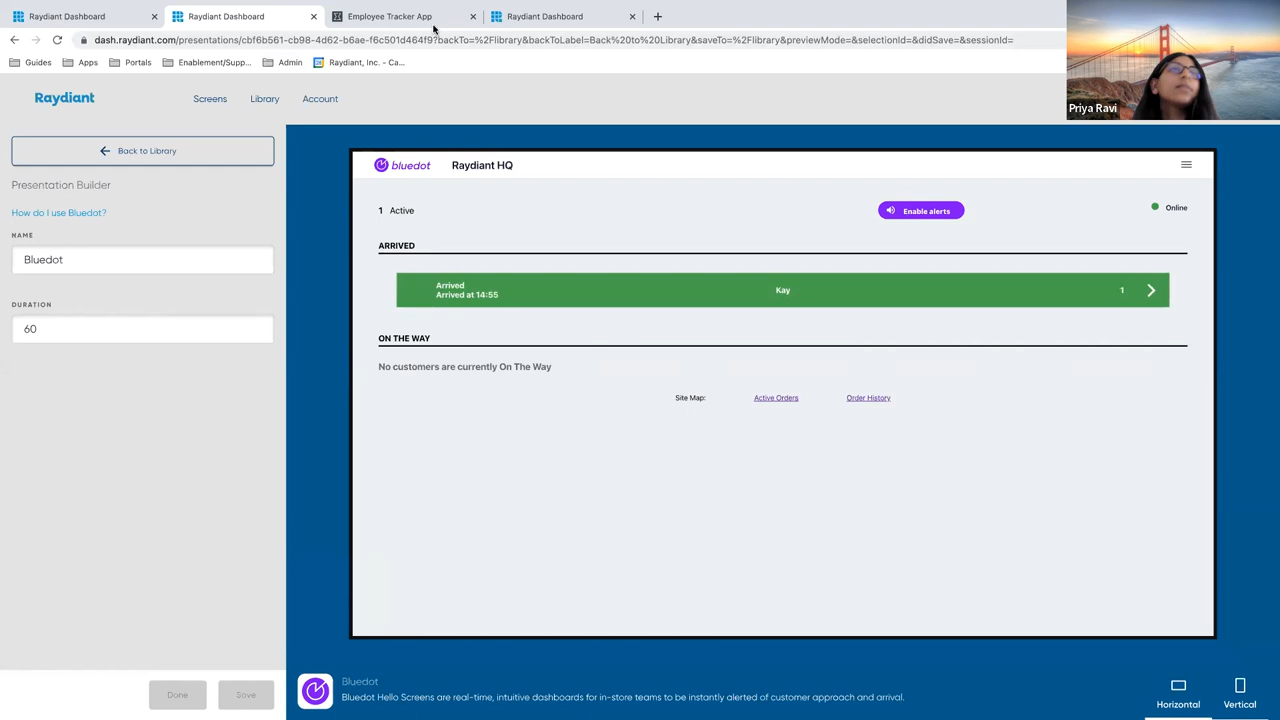 Raydiant Dashboard
Raydiant Dashboard
Employee Tracker App
Raydiant Dashboard
dash.raydiant.com/presentations/cbf6b561-cb98-4d62-b6ae-f6c501d464f9?backTo=%2Flibrary&backToLabel=Back%20to%20Library&saveTo=%2Flibrary&previewMode=&selectionId=&didSave=&sessionId=
Guides
Apps
Portals
Enablement/Supp...
Admin
Raydiant, Inc. - Ca...
Priya Ravi
Raydiant
Screens
Library
Account
Back to Library
Presentation Builder
How do I use Bluedot?
NAME
Bluedot
DURATION
60
Done
Save
bluedot
Raydiant HQ
1 Active
Enable alerts
Online
ARRIVED
Arrived
Arrived at 14:55
Kay
1
ON THE WAY
No customers are currently On The Way
Site Map:
Active Orders
Order History
Bluedot
Bluedot Hello Screens are real-time, intuitive dashboards for in-store teams to be instantly alerted of customer approach and arrival.
Horizontal
Vertical